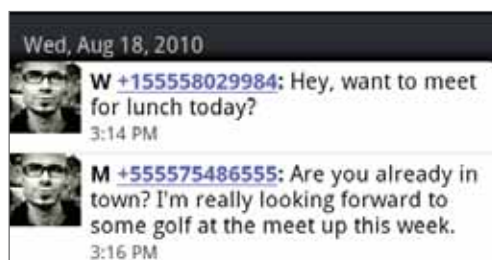 Wed, Aug 18, 2010
W +155558029984: Hey, want to meet
for lunch today?
3:14 PM
M +555575486555: Are you already in
town? I'm really looking forward to
some golf at the meet up this week.
3:16 PM